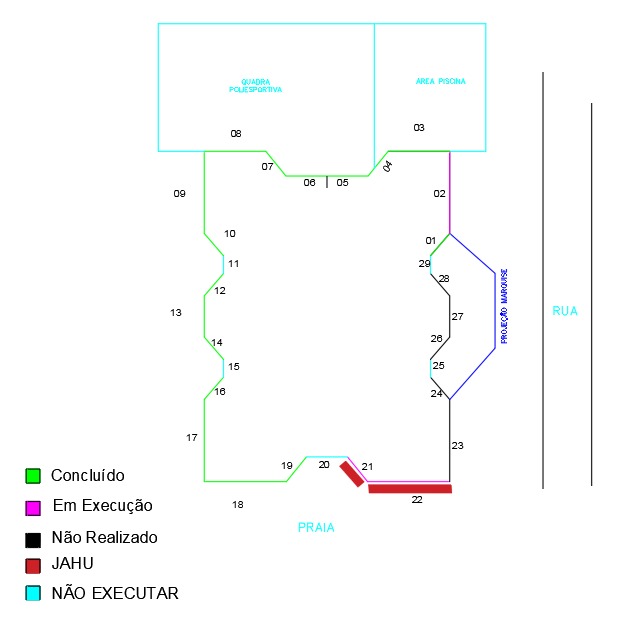 QUADRA
POLIESPORTIVA
AREA PISCINA
08
03
07
04
06
05
09
02
10
01
11
29
12
28
13
27
14
26
15
25
16
24
17
23
19
20
21
18
22
PROJEÇÃO MARQUISE
RUA
PRAIA
Concluído
Em Execução
Não Realizado
JAHU
NÃO EXECUTAR